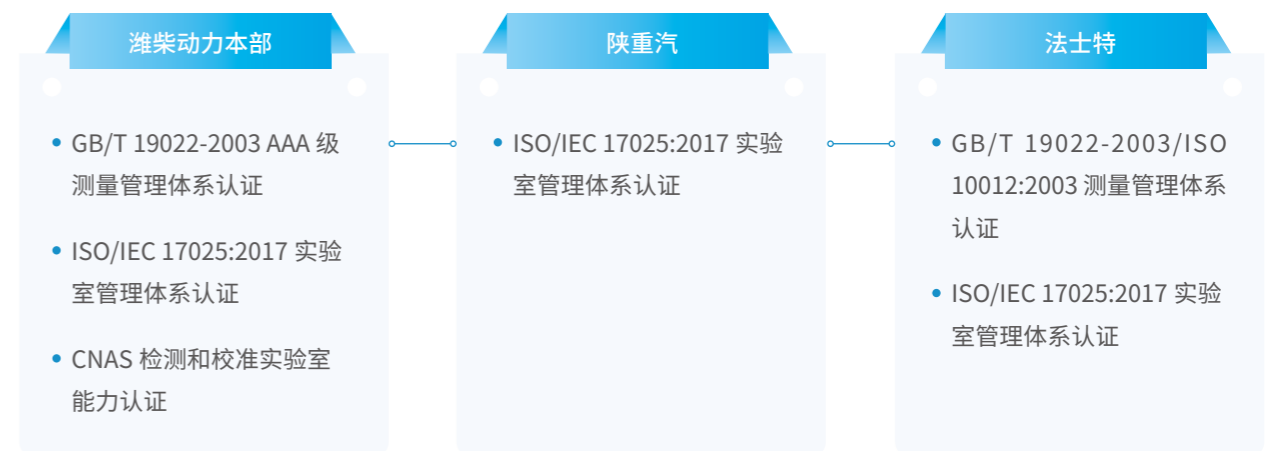 潍柴动力本部
GB/T 19022-2003 AAA 级
测量管理体系认证
ISO/IEC 17025:2017 实验
室管理体系认证
CNAS 检测和校准实验室
能力认证
陕重汽
ISO/IEC 17025:2017 实验
室管理体系认证
法士特
GB/T 19022-2003/ISO
10012:2003 测量管理体系
认证
ISO/IEC 17025:2017 实验
室管理体系认证